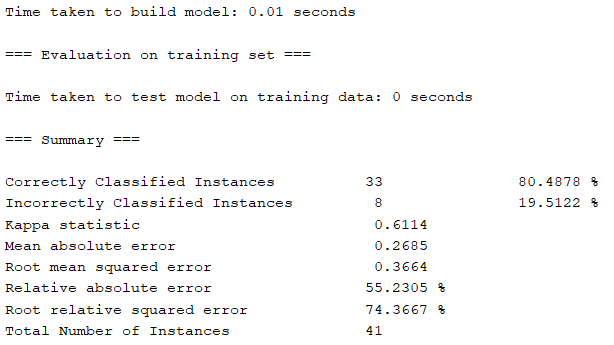 Time taken to build model: 0.01 seconds
=== Evaluation on training set ===
Time taken to test model on training data: 0 seconds
=== Summary ===
Correctly Classified Instances 33 80.4878 %
Incorrectly Classified Instances 8 19.5122 %
Kappa statistic 0.6114
Mean absolute error 0.2685
Root mean squared error 0.3664
Relative absolute error 55.2305 %
Root relative squared error 74.3667 %
Total Number of Instances 41